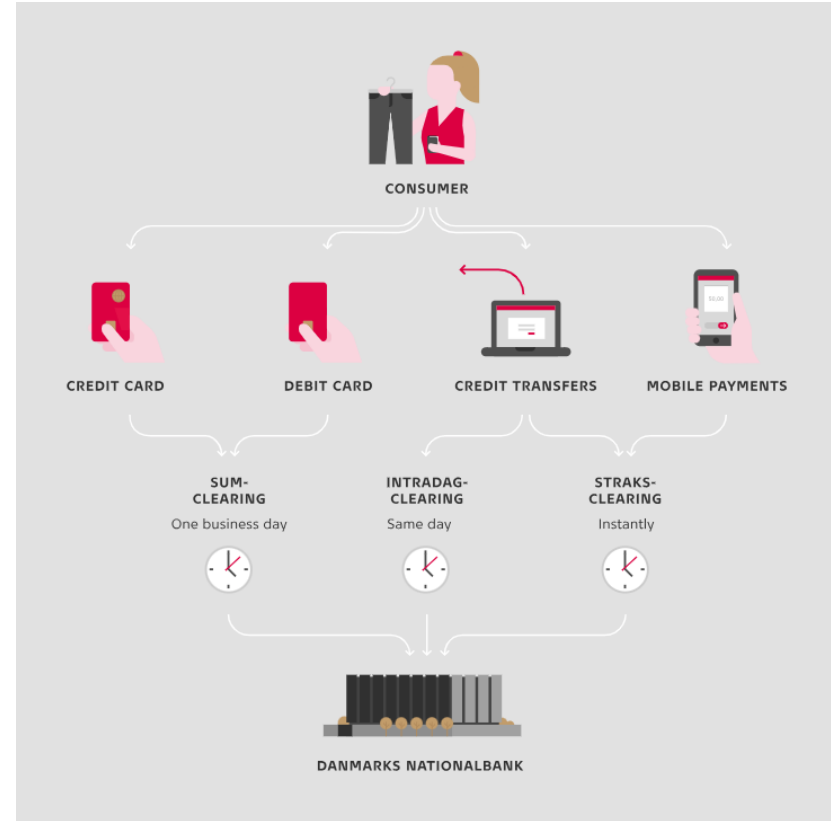 CONSUMER
CREDIT CARD
DEBIT CARD
CREDIT TRANSFERS
MOBILE PAYMENTS
SUM-
CLEARING
One business day
INTRADAG-
CLEARING
Same day
STRAKS-
CLEARING
Instantly
DANMARKS NATIONALBANK